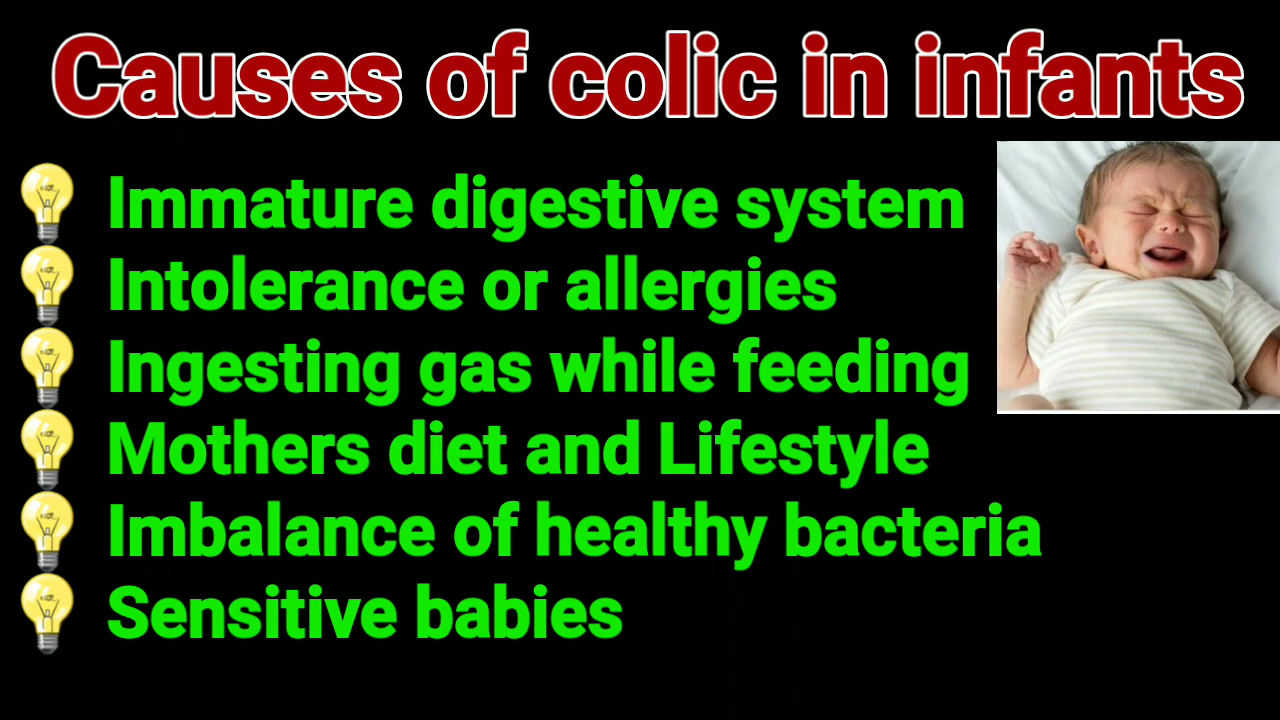 Causes of colic in infants
Immature digestive system
Intolerance or allergies
Ingesting gas while feeding
Mothers diet and Lifestyle
Imbalance of healthy bacteria
Sensitive babies